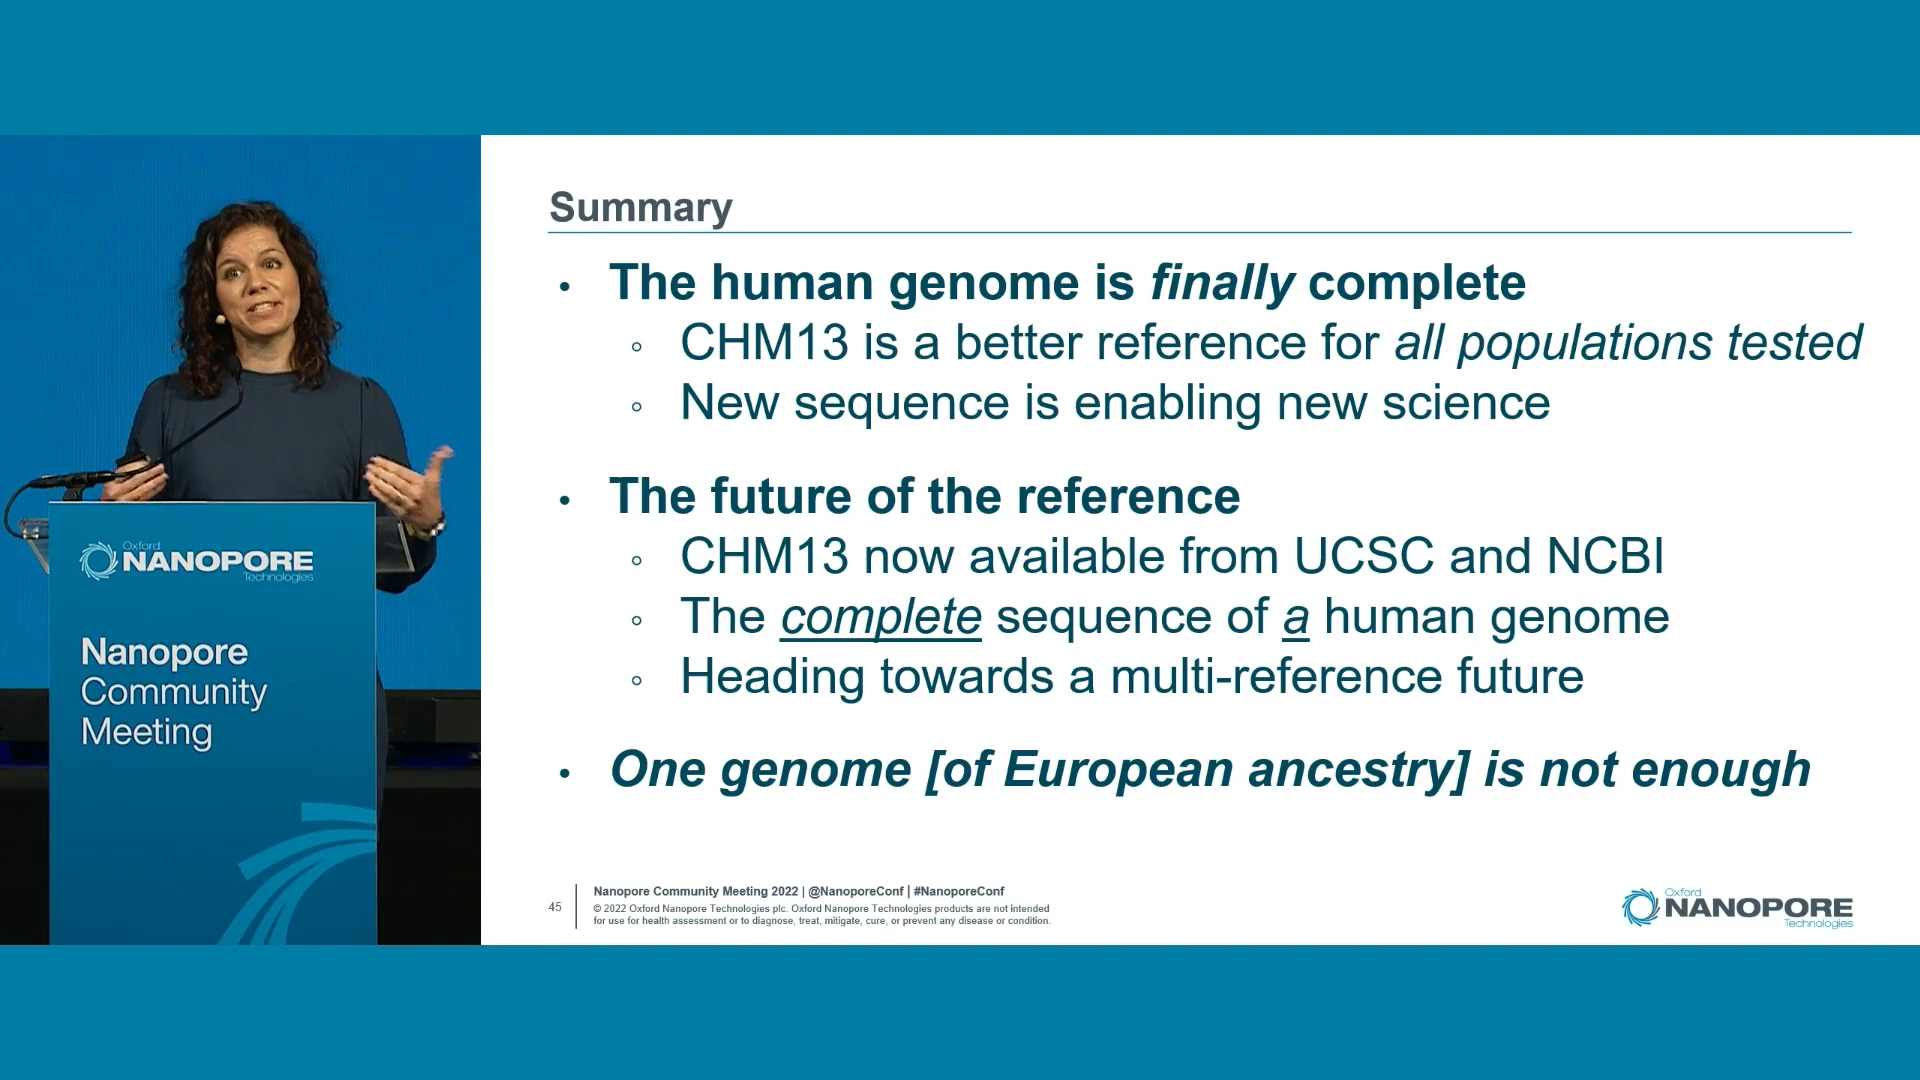 Oxford
NANOPORE
Technologies
Nanopore
Community
Meeting
Summary
• The human genome is finally complete
◦ CHM13 is a better reference for all populations tested
◦ New sequence is enabling new science
• The future of the reference
◦ CHM13 now available from UCSC and NCBI
◦ The complete sequence of a human genome
◦ Heading towards a multi-reference future
• One genome [of European ancestry] is not enough
45
Nanopore Community Meeting 2022 | @NanoporeConf | #NanoporeConf
© 2022 Oxford Nanopore Technologies plc. Oxford Nanopore Technologies products are not intended
for use for health assessment or to diagnose, treat, mitigate, cure, or prevent any disease or condition.
Oxford
NANOPORE
Technologies